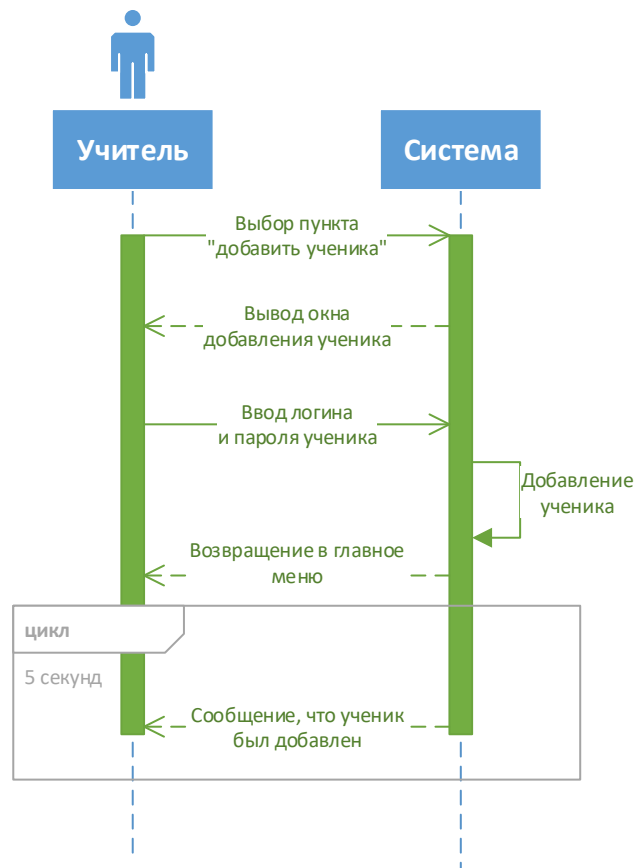 Учитель
Система
Выбор пункта
"добавить ученика"
Вывод окна
добавления ученика
Ввод логина
и пароля ученика
Добавление
ученика
Возвращение в главное
меню
цикл
5 секунд
Сообщение, что ученик
был добавлен